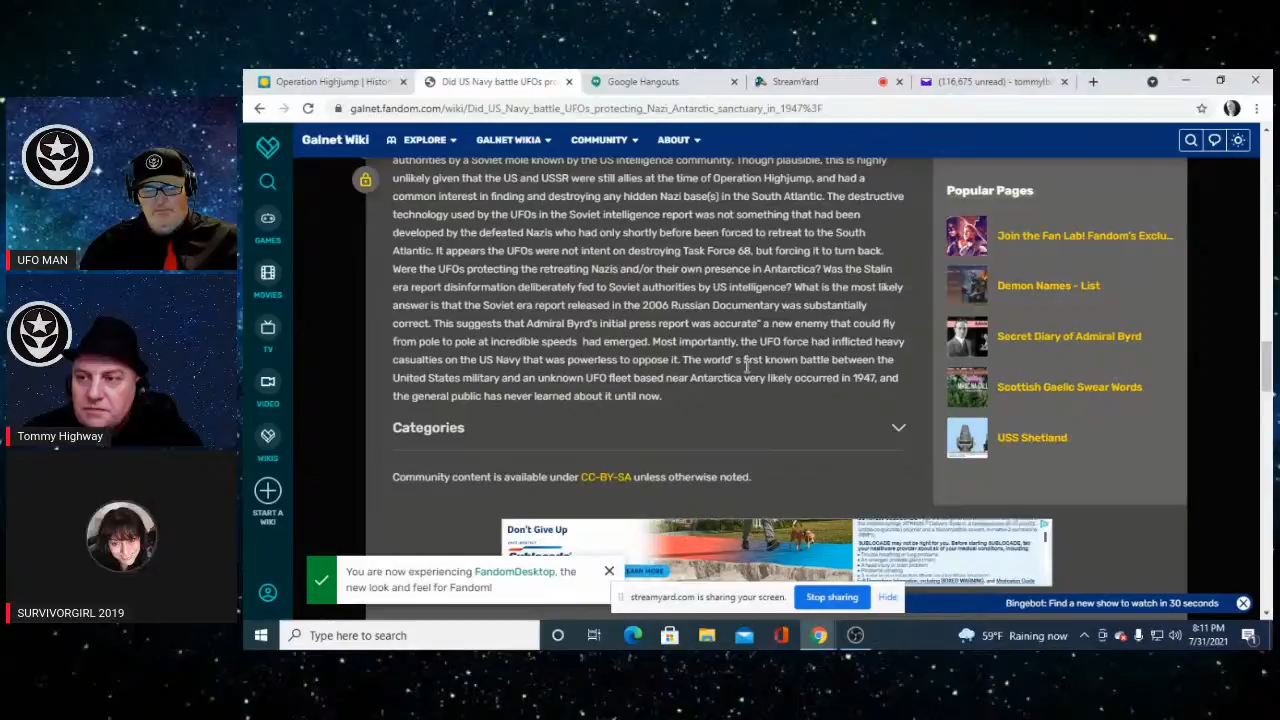 Operation Highjump | Histor
Did US Navy battle UFOs pro
Google Hangouts
StreamYard
(116,675 unread) - tommytb
galnet.fandom.com/wiki/Did_US_Navy_battle_UFOs_protecting_Nazi_Antarctic_sanctuary_in_1947%3F
Galnet Wiki
EXPLORE
GALNET WIKIA
COMMUNITY
ABOUT
authorities by a Soviet mole known by the US intelligence community. Though plausible, this is highly
unlikely given that the US and USSR were still allies at the time of Operation Highjump, and had a
common interest in finding and destroying any hidden Nazi base(s) in the South Atlantic. The destructive
technology used by the UFOs in the Soviet intelligence report was not something that had been
developed by the defeated Nazis who had only shortly before been forced to retreat to the South
Atlantic. It appears the UFOs were not intent on destroying Task Force 68, but forcing it to turn back.
Were the UFOs protecting the retreating Nazis and/or their own presence in Antarctica? Was the Stalin
era report disinformation deliberately fed to Soviet authorities by US intelligence? What is the most likely
answer is that the Soviet era report released in the 2006 Russian Documentary was substantially
correct. This suggests that Admiral Byrd's initial press report was accurate" a new enemy that could fly
from pole to pole at incredible speeds had emerged. Most importantly, the UFO force had inflicted heavy
casualties on the US Navy that was powerless to oppose it. The world' s first known battle between the
United States military and an unknown UFO fleet based near Antarctica very likely occurred in 1947, and
the general public has never learned about it until now.
Categories
Community content is available under CC-BY-SA unless otherwise noted.
Popular Pages
Join the Fan Lab! Fandom's Exclu...
Demon Names - List
Secret Diary of Admiral Byrd
Scottish Gaelic Swear Words
USS Shetland
GAMES
MOVIES
TV
VIDEO
WIKIS
START A
WIKI
UFO MAN
Tommy Highway
SURVIVORGIRL 2019
Don't Give Up
LEARN MORE
You are now experiencing FandomDesktop, the
new look and feel for Fandom!
streamyard.com is sharing your screen.
Stop sharing
Hide
Bingebot: Find a new show to watch in 30 seconds
Type here to search
59°F Raining now
8:11 PM
7/31/2021